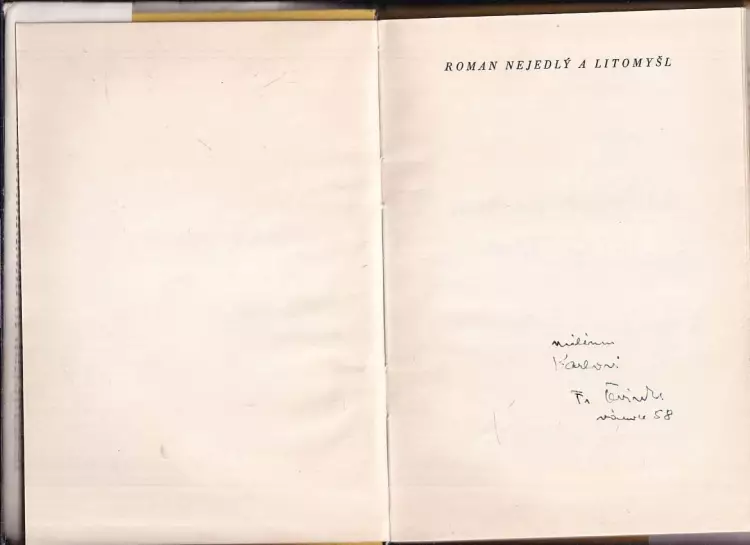 ROMAN NEJEDLÝ A LITOMYŠL
milému
Karlovi
Fr.
vánoce 58